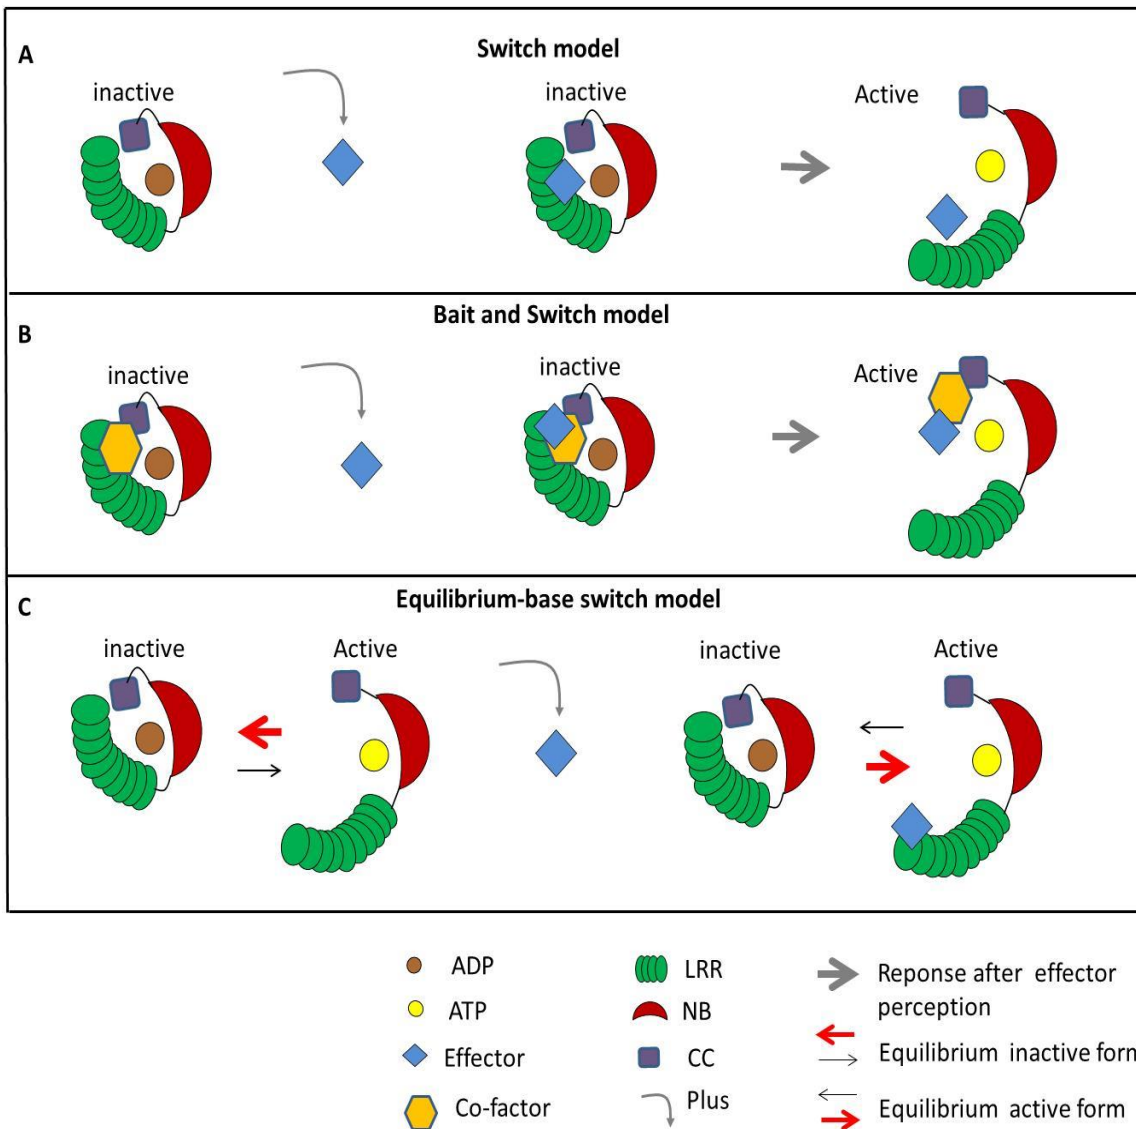 A
Switch model
inactive
inactive
Active
B
Bait and Switch model
inactive
inactive
Active
C
Equilibrium-base switch model
inactive
Active
inactive
Active
ADP
LRR
Reponse after effector
perception
ATP
NB
Effector
CC
Equilibrium inactive form
Co-factor
Plus
Equilibrium active form